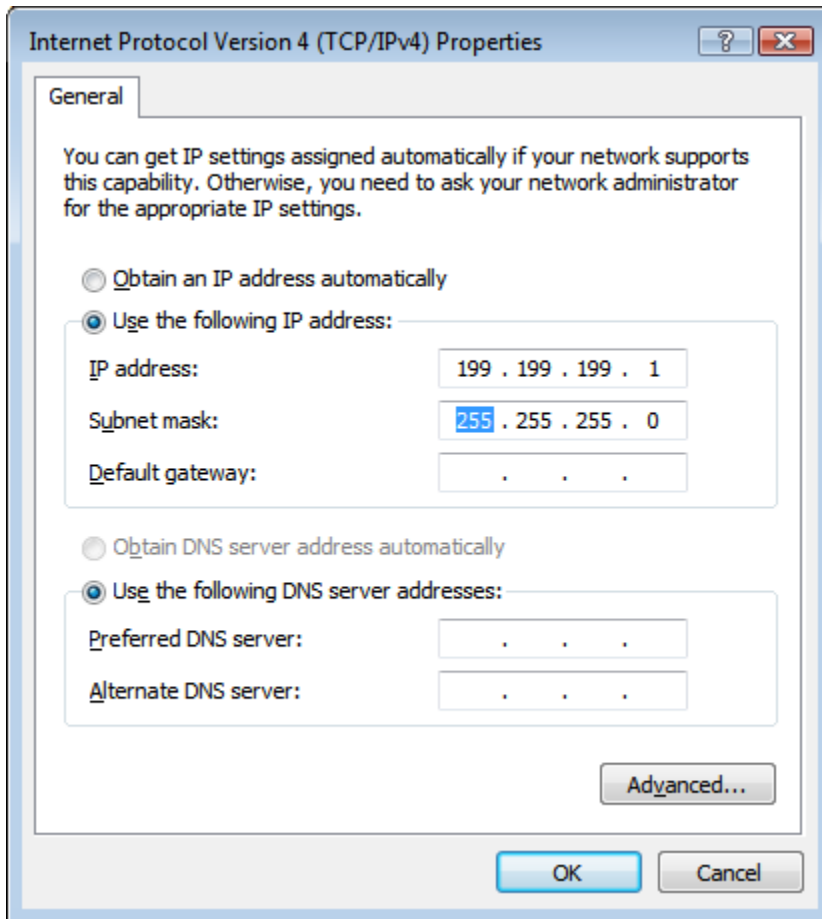 Internet Protocol Version 4 (TCP/IPv4) Properties
General
You can get IP settings assigned automatically if your network supports
this capability. Otherwise, you need to ask your network administrator
for the appropriate IP settings.
Obtain an IP address automatically
Use the following IP address:
IP address: 199 . 199 . 199 . 1
Subnet mask: 255 . 255 . 255 . 0
Default gateway: . . .
Obtain DNS server address automatically
Use the following DNS server addresses:
Preferred DNS server: . . .
Alternate DNS server: . . .
Advanced...
OK Cancel